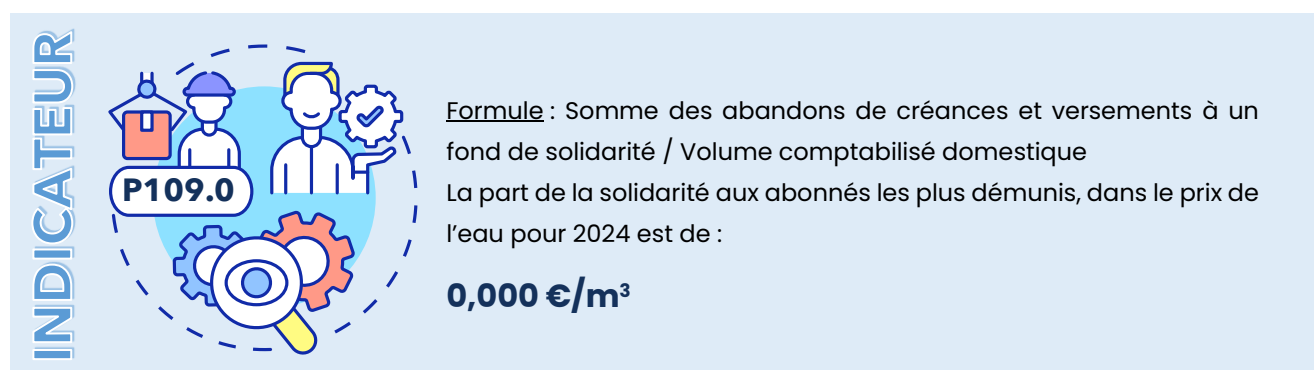 INDICATEUR
P109.0
Formule : Somme des abandons de créances et versements à un
fond de solidarité / Volume comptabilisé domestique
La part de la solidarité aux abonnés les plus démunis, dans le prix de
l'eau pour 2024 est de :
0,000 €/m³